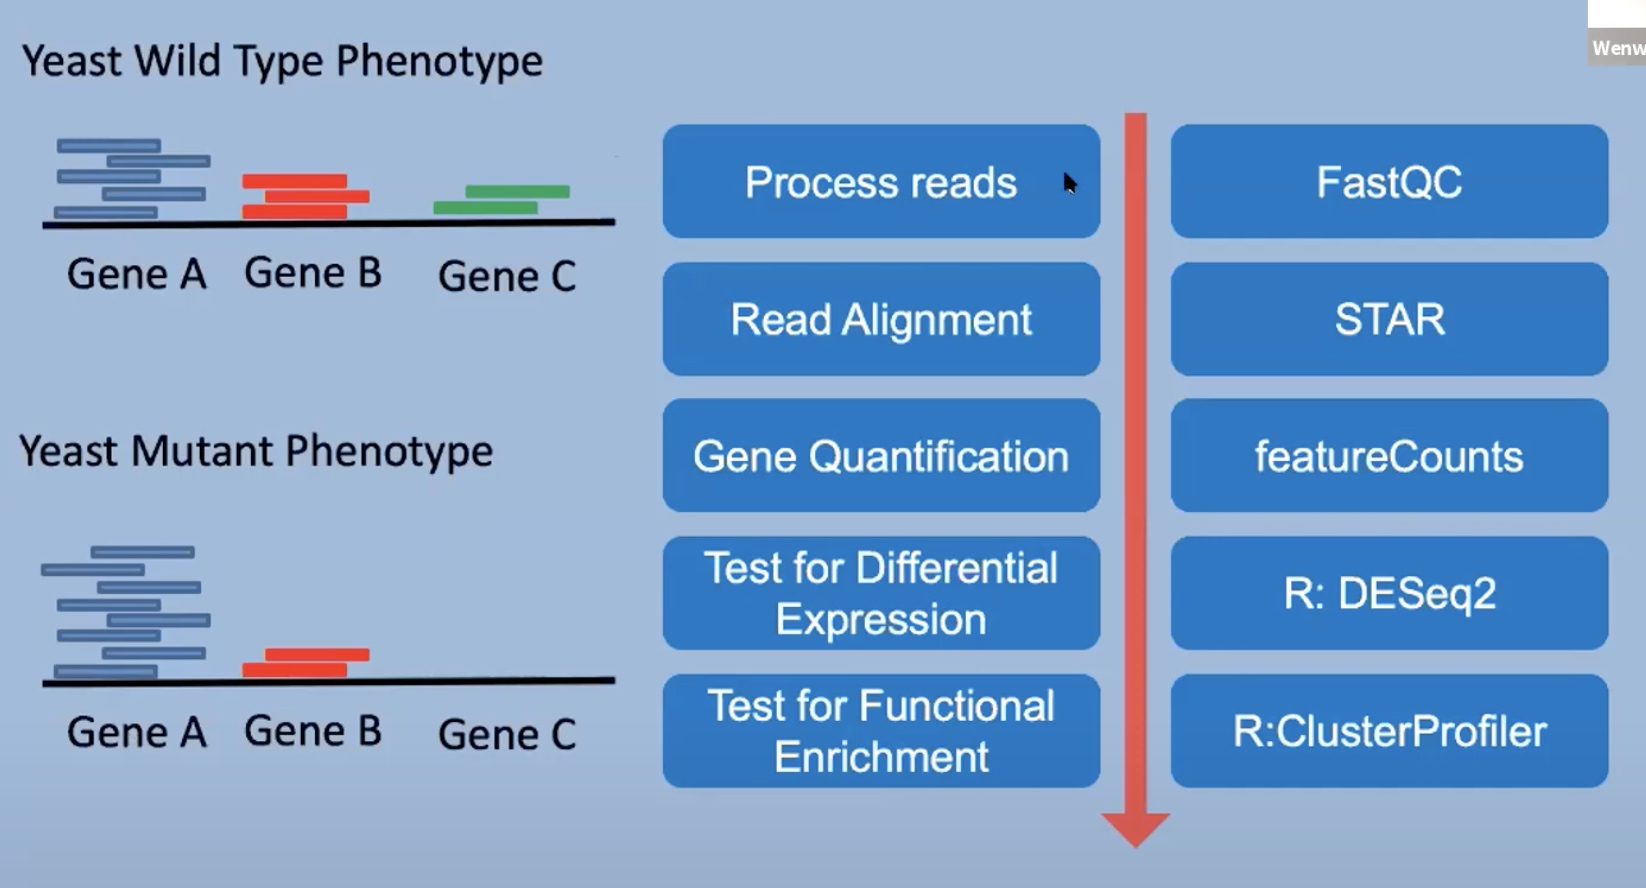 Yeast Wild Type Phenotype
Gene A
Gene B
Gene C
Yeast Mutant Phenotype
Gene A
Gene B
Gene C
Process reads
FastQC
Read Alignment
STAR
Gene Quantification
featureCounts
Test for Differential
Expression
R: DESeq2
Test for Functional
Enrichment
R:ClusterProfiler
Wenw